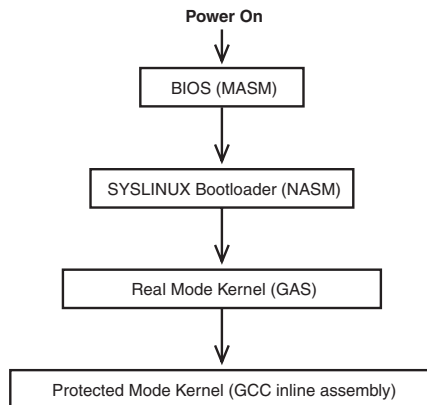 Power On
BIOS (MASM)
SYSLINUX Bootloader (NASM)
Real Mode Kernel (GAS)
Protected Mode Kernel (GCC inline assembly)